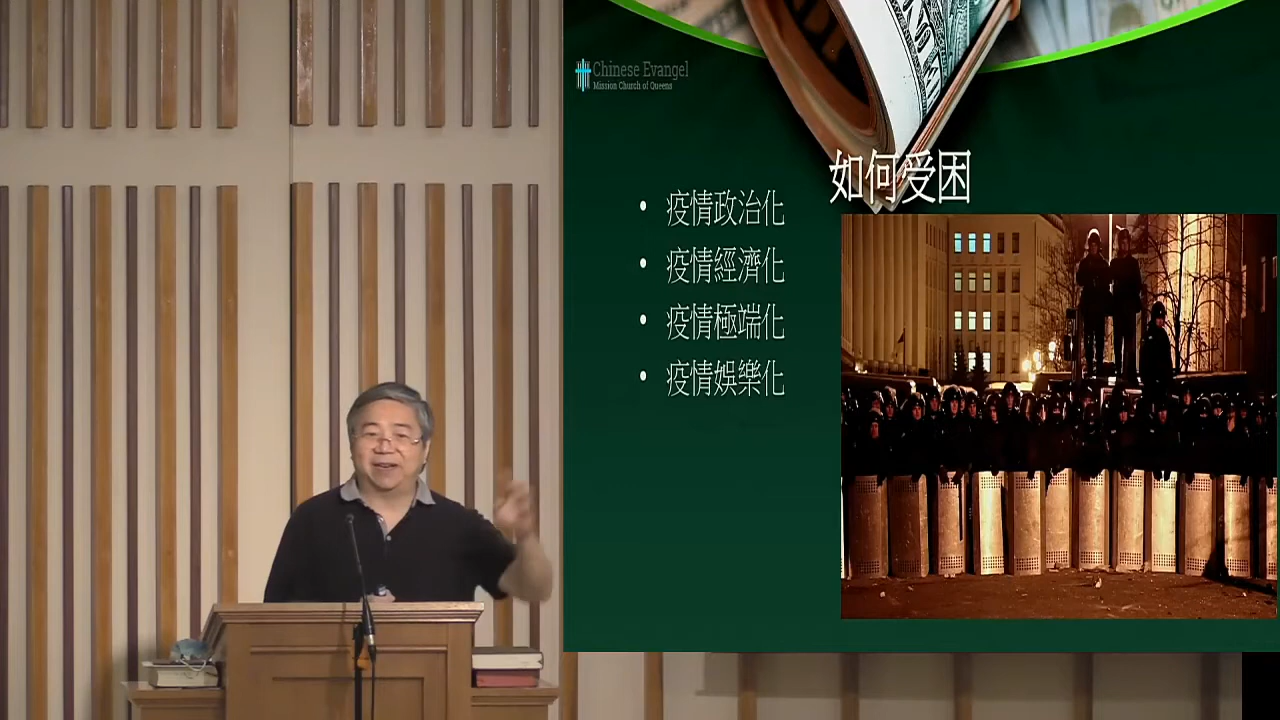 Chinese Evangel
Mission Church of Queens
如何受困
• 疫情政治化
• 疫情經濟化
• 疫情極端化
• 疫情娛樂化